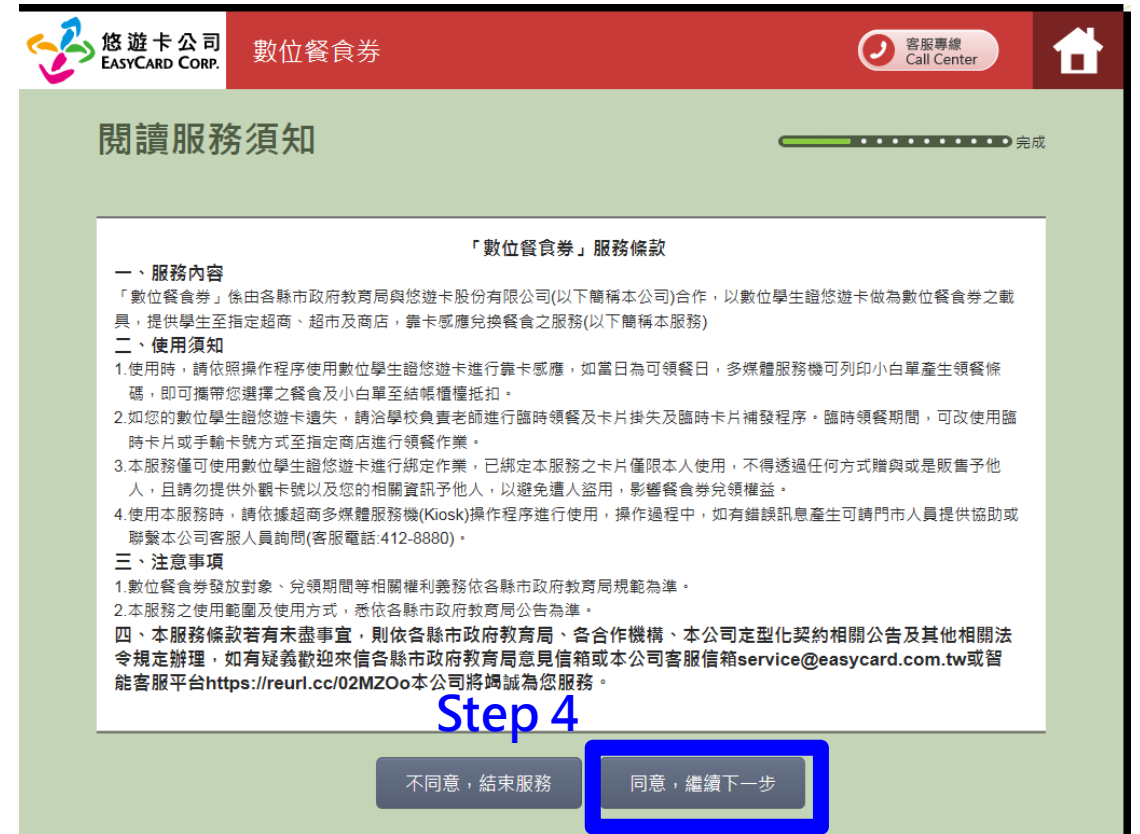 悠遊卡公司
EASYCARD CORP.
數位餐食券
客服專線
Call Center
閱讀服務須知
完成
「數位餐食券」服務條款
一、服務內容
「數位餐食券」係由各縣市政府教育局與悠遊卡股份有限公司(以下簡稱本公司)合作，以數位學生證悠遊卡做為數位餐食券之載
具，提供學生至指定超商、超市及商店，靠卡感應兌換餐食之服務(以下簡稱本服務)
二、使用須知
1.使用時，請依照操作程序使用數位學生證悠遊卡進行靠卡感應，如當日為可領餐日，多媒體服務機可列印小白單產生領餐條
碼，即可攜帶您選擇之餐食及小白單至結帳櫃檯抵扣。
2.如您的數位學生證悠遊卡遺失，請洽學校負責老師進行臨時領餐及卡片掛失及臨時卡片補發程序。臨時領餐期間，可改使用臨
時卡片或手輸卡號方式至指定商店進行領餐作業。
3.本服務僅可使用數位學生證悠遊卡進行綁定作業，已綁定本服務之卡片僅限本人使用，不得透過任何方式贈與或是販售予他
人，且請勿提供外觀卡號以及您的相關資訊予他人，以避免遭人盜用，影響餐食券兌領權益。
4.使用本服務時，請依據超商多媒體服務機(Kiosk)操作程序進行使用，操作過程中，如有錯誤訊息產生可請門市人員提供協助或
聯繫本公司客服人員詢問(客服電話:412-8880)。
三、注意事項
1.數位餐食券發放對象、兌領期間等相關權利義務依各縣市政府教育局規範為準。
2.本服務之使用範圍及使用方式，悉依各縣市政府教育局公告為準。
四、本服務條款若有未盡事宜，則依各縣市政府教育局、各合作機構、本公司定型化契約相關公告及其他相關法
令規定辦理，如有疑義歡迎來信各縣市政府教育局意見信箱或本公司客服信箱service@easycard.com.tw或智
能客服平台https://reurl.cc/02MZOo本公司將竭誠為您服務。
Step 4
不同意，結束服務
同意，繼續下一步